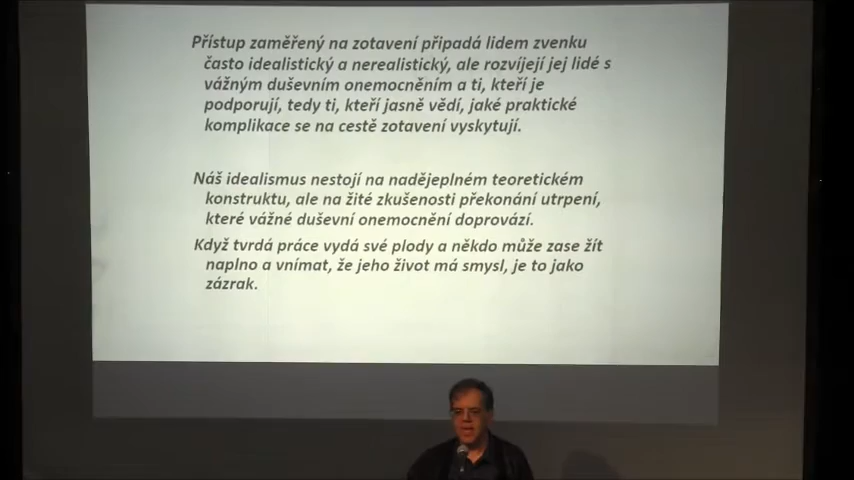 Přístup zaměřený na zotavení připadá lidem zvenku
často idealistický a nerealistický, ale rozvíjejí jej lidé s
vážným duševním onemocněním a ti, kteří je
podporují, tedy ti, kteří jasně vědí, jaké praktické
komplikace se na cestě zotavení vyskytují.
Náš idealismus nestojí na nadějeplném teoretickém
konstruktu, ale na žité zkušenosti překonání utrpení,
které vážné duševní onemocnění doprovází.
Když tvrdá práce vydá své plody a někdo může zase žít
naplno a vnímat, že jeho život má smysl, je to jako
zázrak.